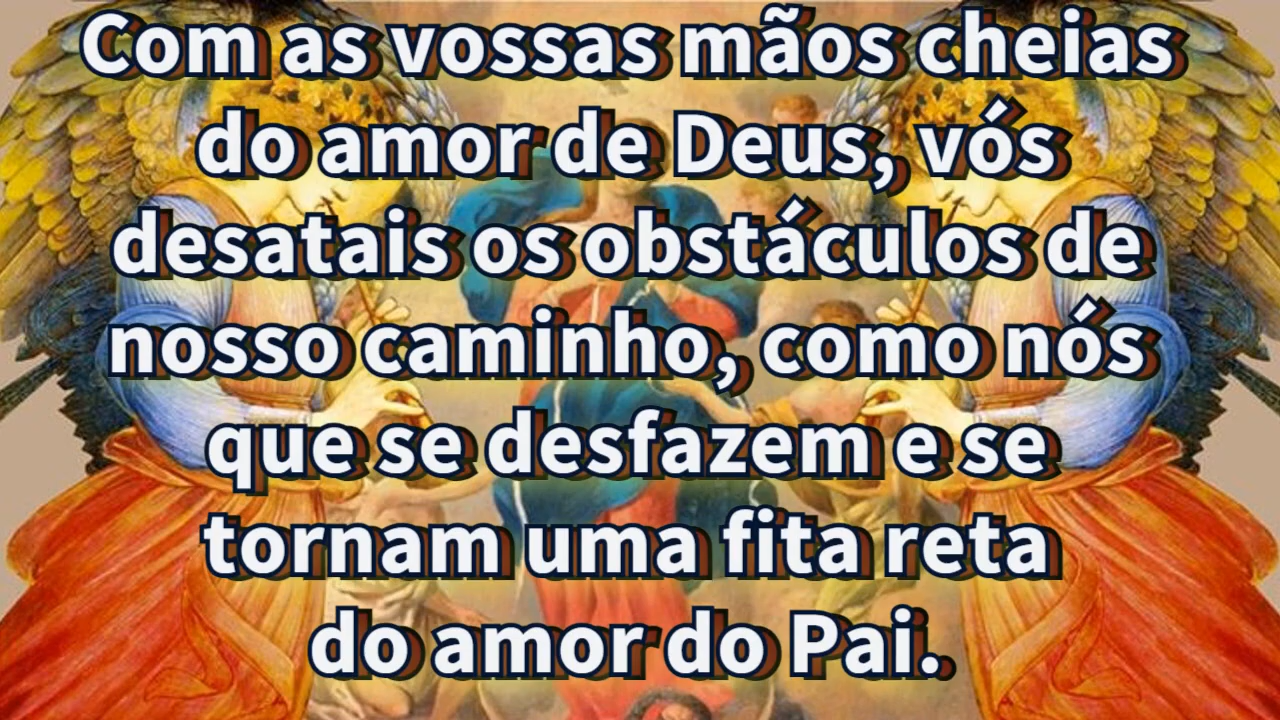 Com as vossas mãos cheias
do amor de Deus, vós
desatais os obstáculos de
nosso caminho, como nós
que se desfazem e se
tornam uma fita reta
do amor do Pai.